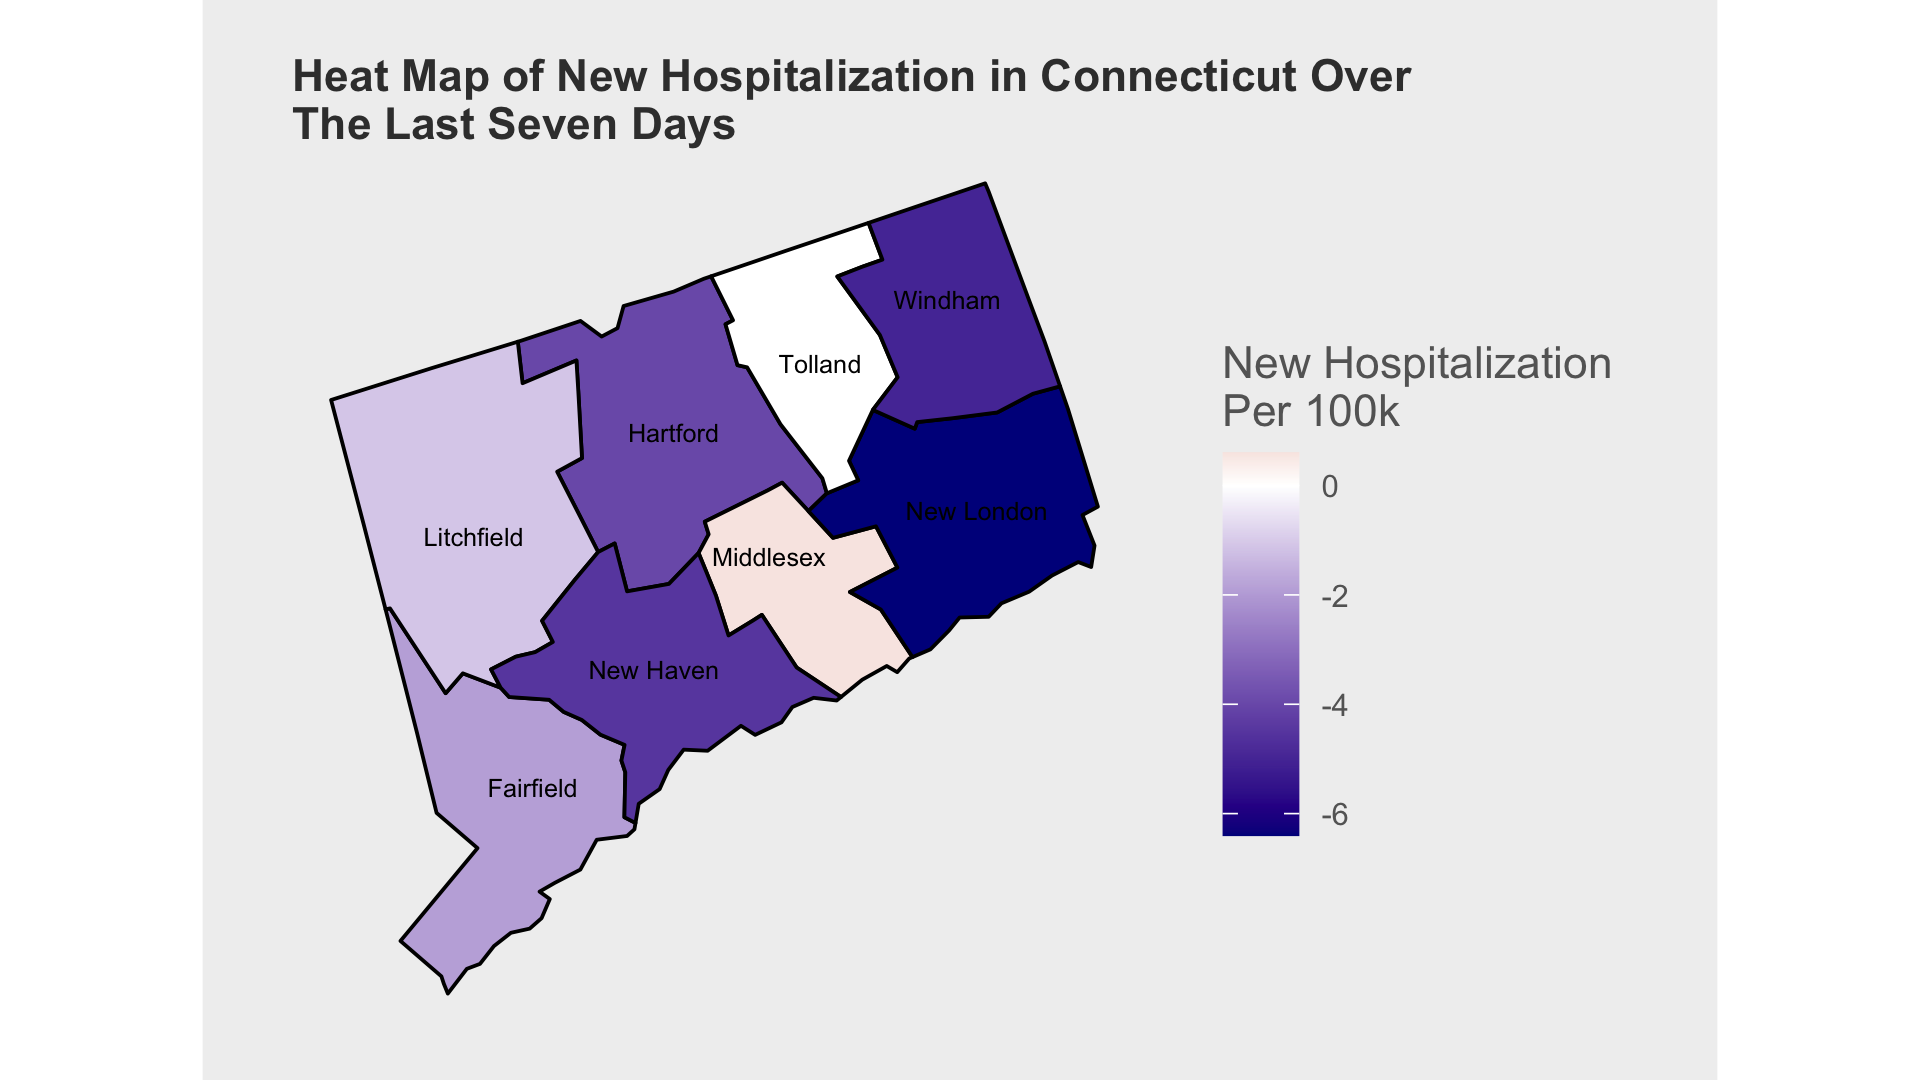 Heat Map of New Hospitalization in Connecticut Over
The Last Seven Days
Windham
Tolland
Hartford
New London
Litchfield
Middlesex
New Haven
Fairfield
New Hospitalization
Per 100k
0
-2
-4
-6